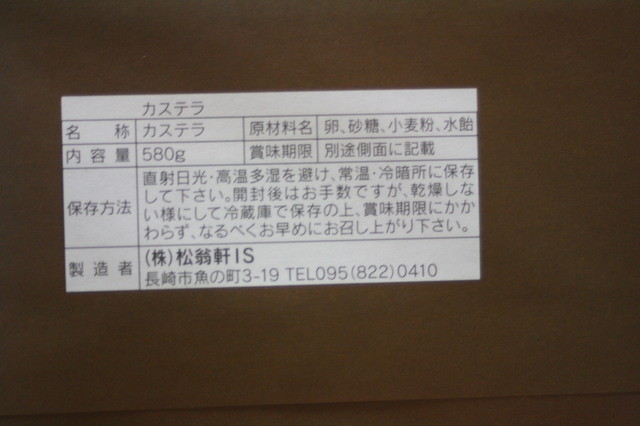 カステラ
名 称 カステラ 原材料名 卵、砂糖、小麦粉、水飴
内容量 580g 賞味期限 別途側面に記載
保存方法 直射日光・高温多湿を避け、常温・冷暗所に保存
して下さい。開封後はお手数ですが、乾燥しな
い様にして冷蔵庫で保存の上、賞味期限にかか
わらず、なるべくお早めにお召し上がり下さい。
製造者 (株)松翁軒IS
長崎市魚の町3-19 TEL095(822)0410